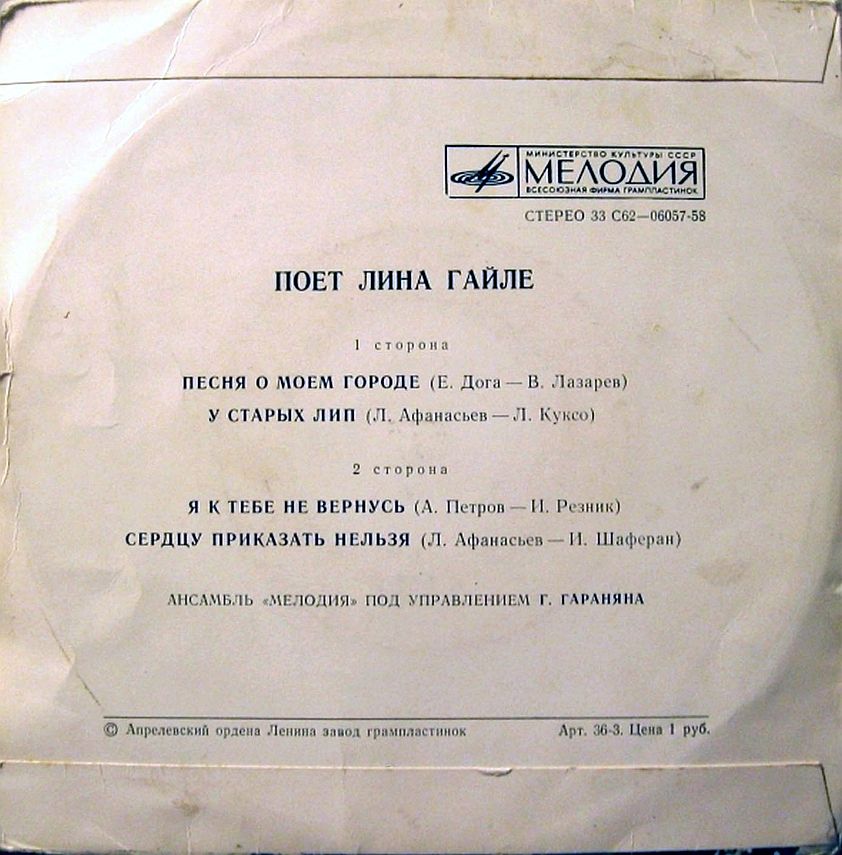 МИНИСТЕРСТВО КУЛЬТУРЫ СССР
МЕЛОДИЯ
ВСЕСОЮЗНАЯ ФИРМА ГРАМПЛАСТИНОК
СТЕРЕО 33 С62—06057-58
ПОЕТ ЛИНА ГАЙЛЕ
1 сторона
ПЕСНЯ О МОЕМ ГОРОДЕ (Е. Дога — В. Лазарев)
У СТАРЫХ ЛИП (Л. Афанасьев — Л. Куксо)
2 сторона
Я К ТЕБЕ НЕ ВЕРНУСЬ (А. Петров — И. Резник)
СЕРДЦУ ПРИКАЗАТЬ НЕЛЬЗЯ (Л. Афанасьев — И. Шаферан)
АНСАМБЛЬ «МЕЛОДИЯ» ПОД УПРАВЛЕНИЕМ Г. ГАРАНЯНА
© Апрелевский ордена Ленина завод грампластинок Арт. 36-3. Цена 1 руб.